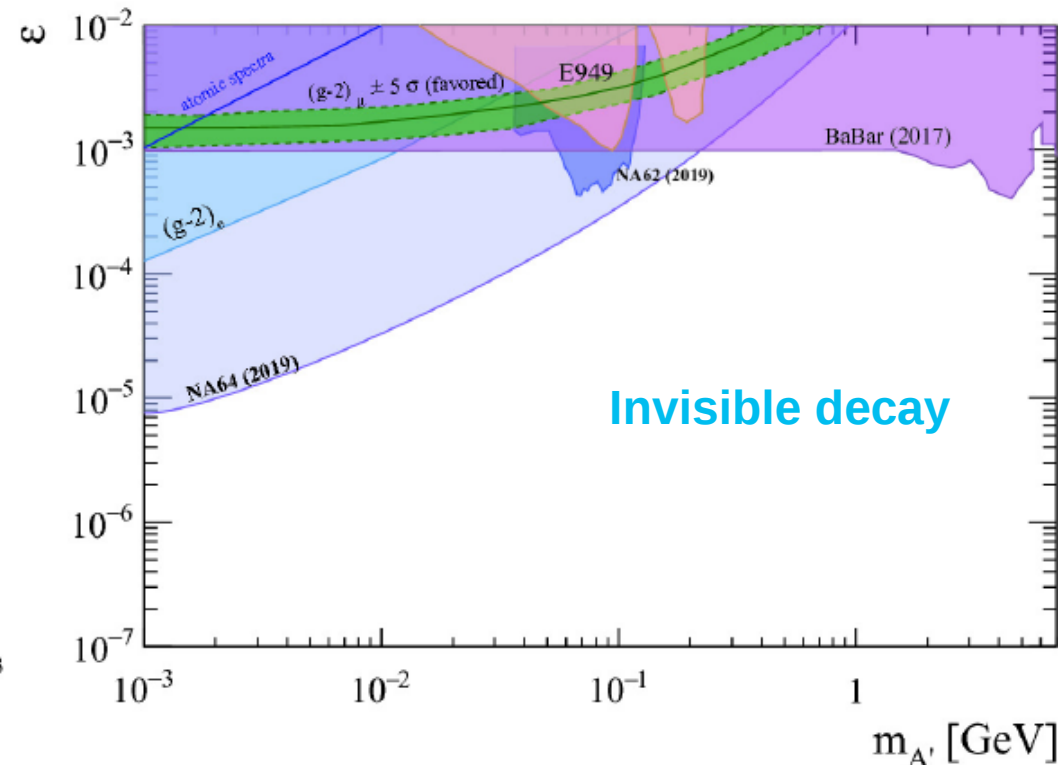 ε
10⁻²
atomic spectra
(g-2) μ ± 5 σ (favored)
E949
10⁻³
BaBar (2017)
NA62 (2019)
(g-2)e
10⁻⁴
NA64 (2019)
10⁻⁵
Invisible decay
10⁻⁶
10⁻⁷
10⁻³ 10⁻² 10⁻¹ 1
mA' [GeV]